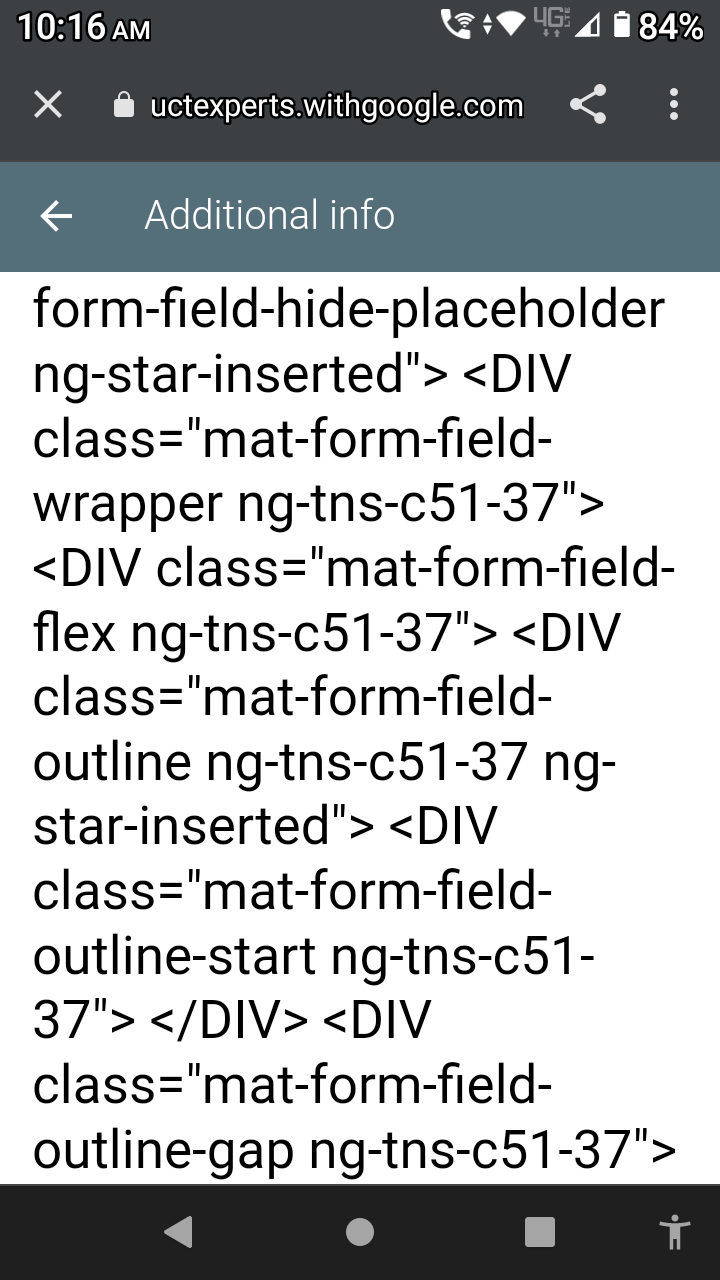 10:16 AM 4G LTE 84%
uctexperts.withgoogle.com
Additional info
form-field-hide-placeholder
ng-star-inserted"> <DIV
class="mat-form-field-
wrapper ng-tns-c51-37">
<DIV class="mat-form-field-
flex ng-tns-c51-37"> <DIV
class="mat-form-field-
outline ng-tns-c51-37 ng-
star-inserted"> <DIV
class="mat-form-field-
outline-start ng-tns-c51-
37"> </DIV> <DIV
class="mat-form-field-
outline-gap ng-tns-c51-37">